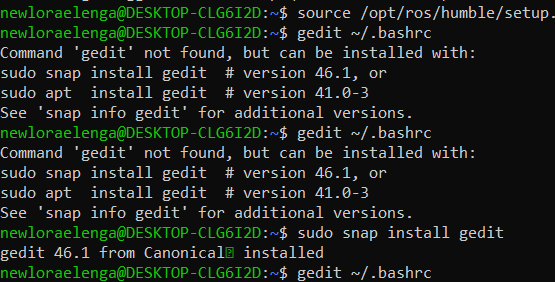 newloraelenga@DESKTOP-CLG6I2D:~$ source /opt/ros/humble/setup.
newloraelenga@DESKTOP-CLG6I2D:~$ gedit ~/.bashrc
Command 'gedit' not found, but can be installed with:
sudo snap install gedit  # version 46.1, or
sudo apt  install gedit  # version 41.0-3
See 'snap info gedit' for additional versions.
newloraelenga@DESKTOP-CLG6I2D:~$ gedit ~/.bashrc
Command 'gedit' not found, but can be installed with:
sudo snap install gedit  # version 46.1, or
sudo apt  install gedit  # version 41.0-3
See 'snap info gedit' for additional versions.
newloraelenga@DESKTOP-CLG6I2D:~$ sudo snap install gedit
gedit 46.1 from Canonical installed
newloraelenga@DESKTOP-CLG6I2D:~$ gedit ~/.bashrc